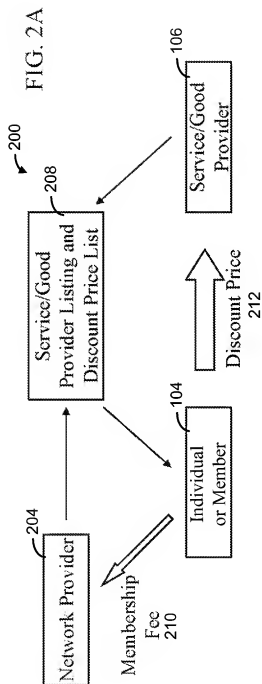 FIG. 2A
200
204
Network Provider
208
Service/Good
Provider Listing and
Discount Price List
106
Service/Good
Provider
Membership
Fee
210
104
Individual
or Member
Discount Price
212